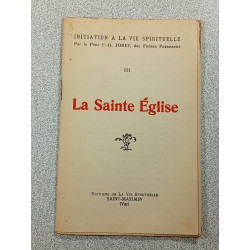 INITIATION A LA VIE SPIRITUELLE
Par le Père F.-D. JORET, des Frères Prêcheurs
III
La Sainte Église
Editions de La Vie Spirituelle
SAINT-MAXIMIN
(Var)